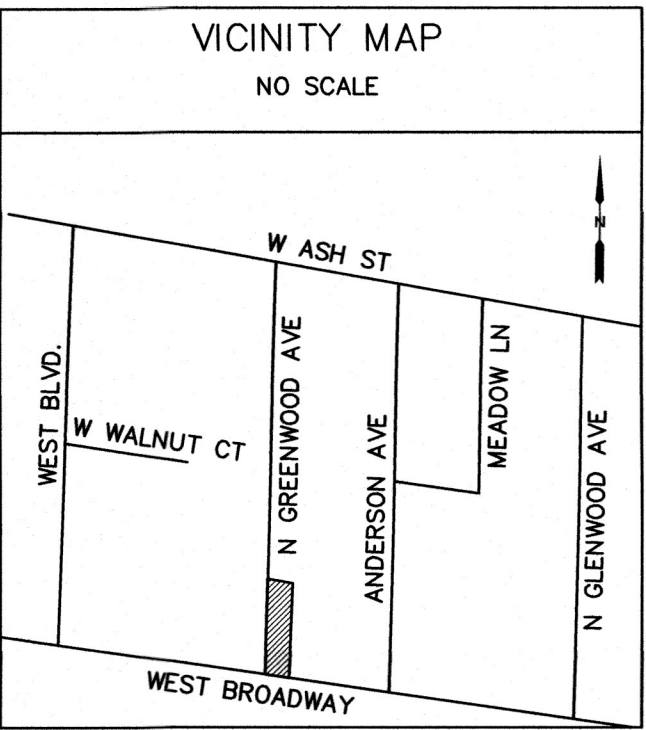 VICINITY MAP
NO SCALE
N
W ASH ST
WEST BLVD.
W WALNUT CT
N GREENWOOD AVE
ANDERSON AVE
MEADOW LN
N GLENWOOD AVE
WEST BROADWAY